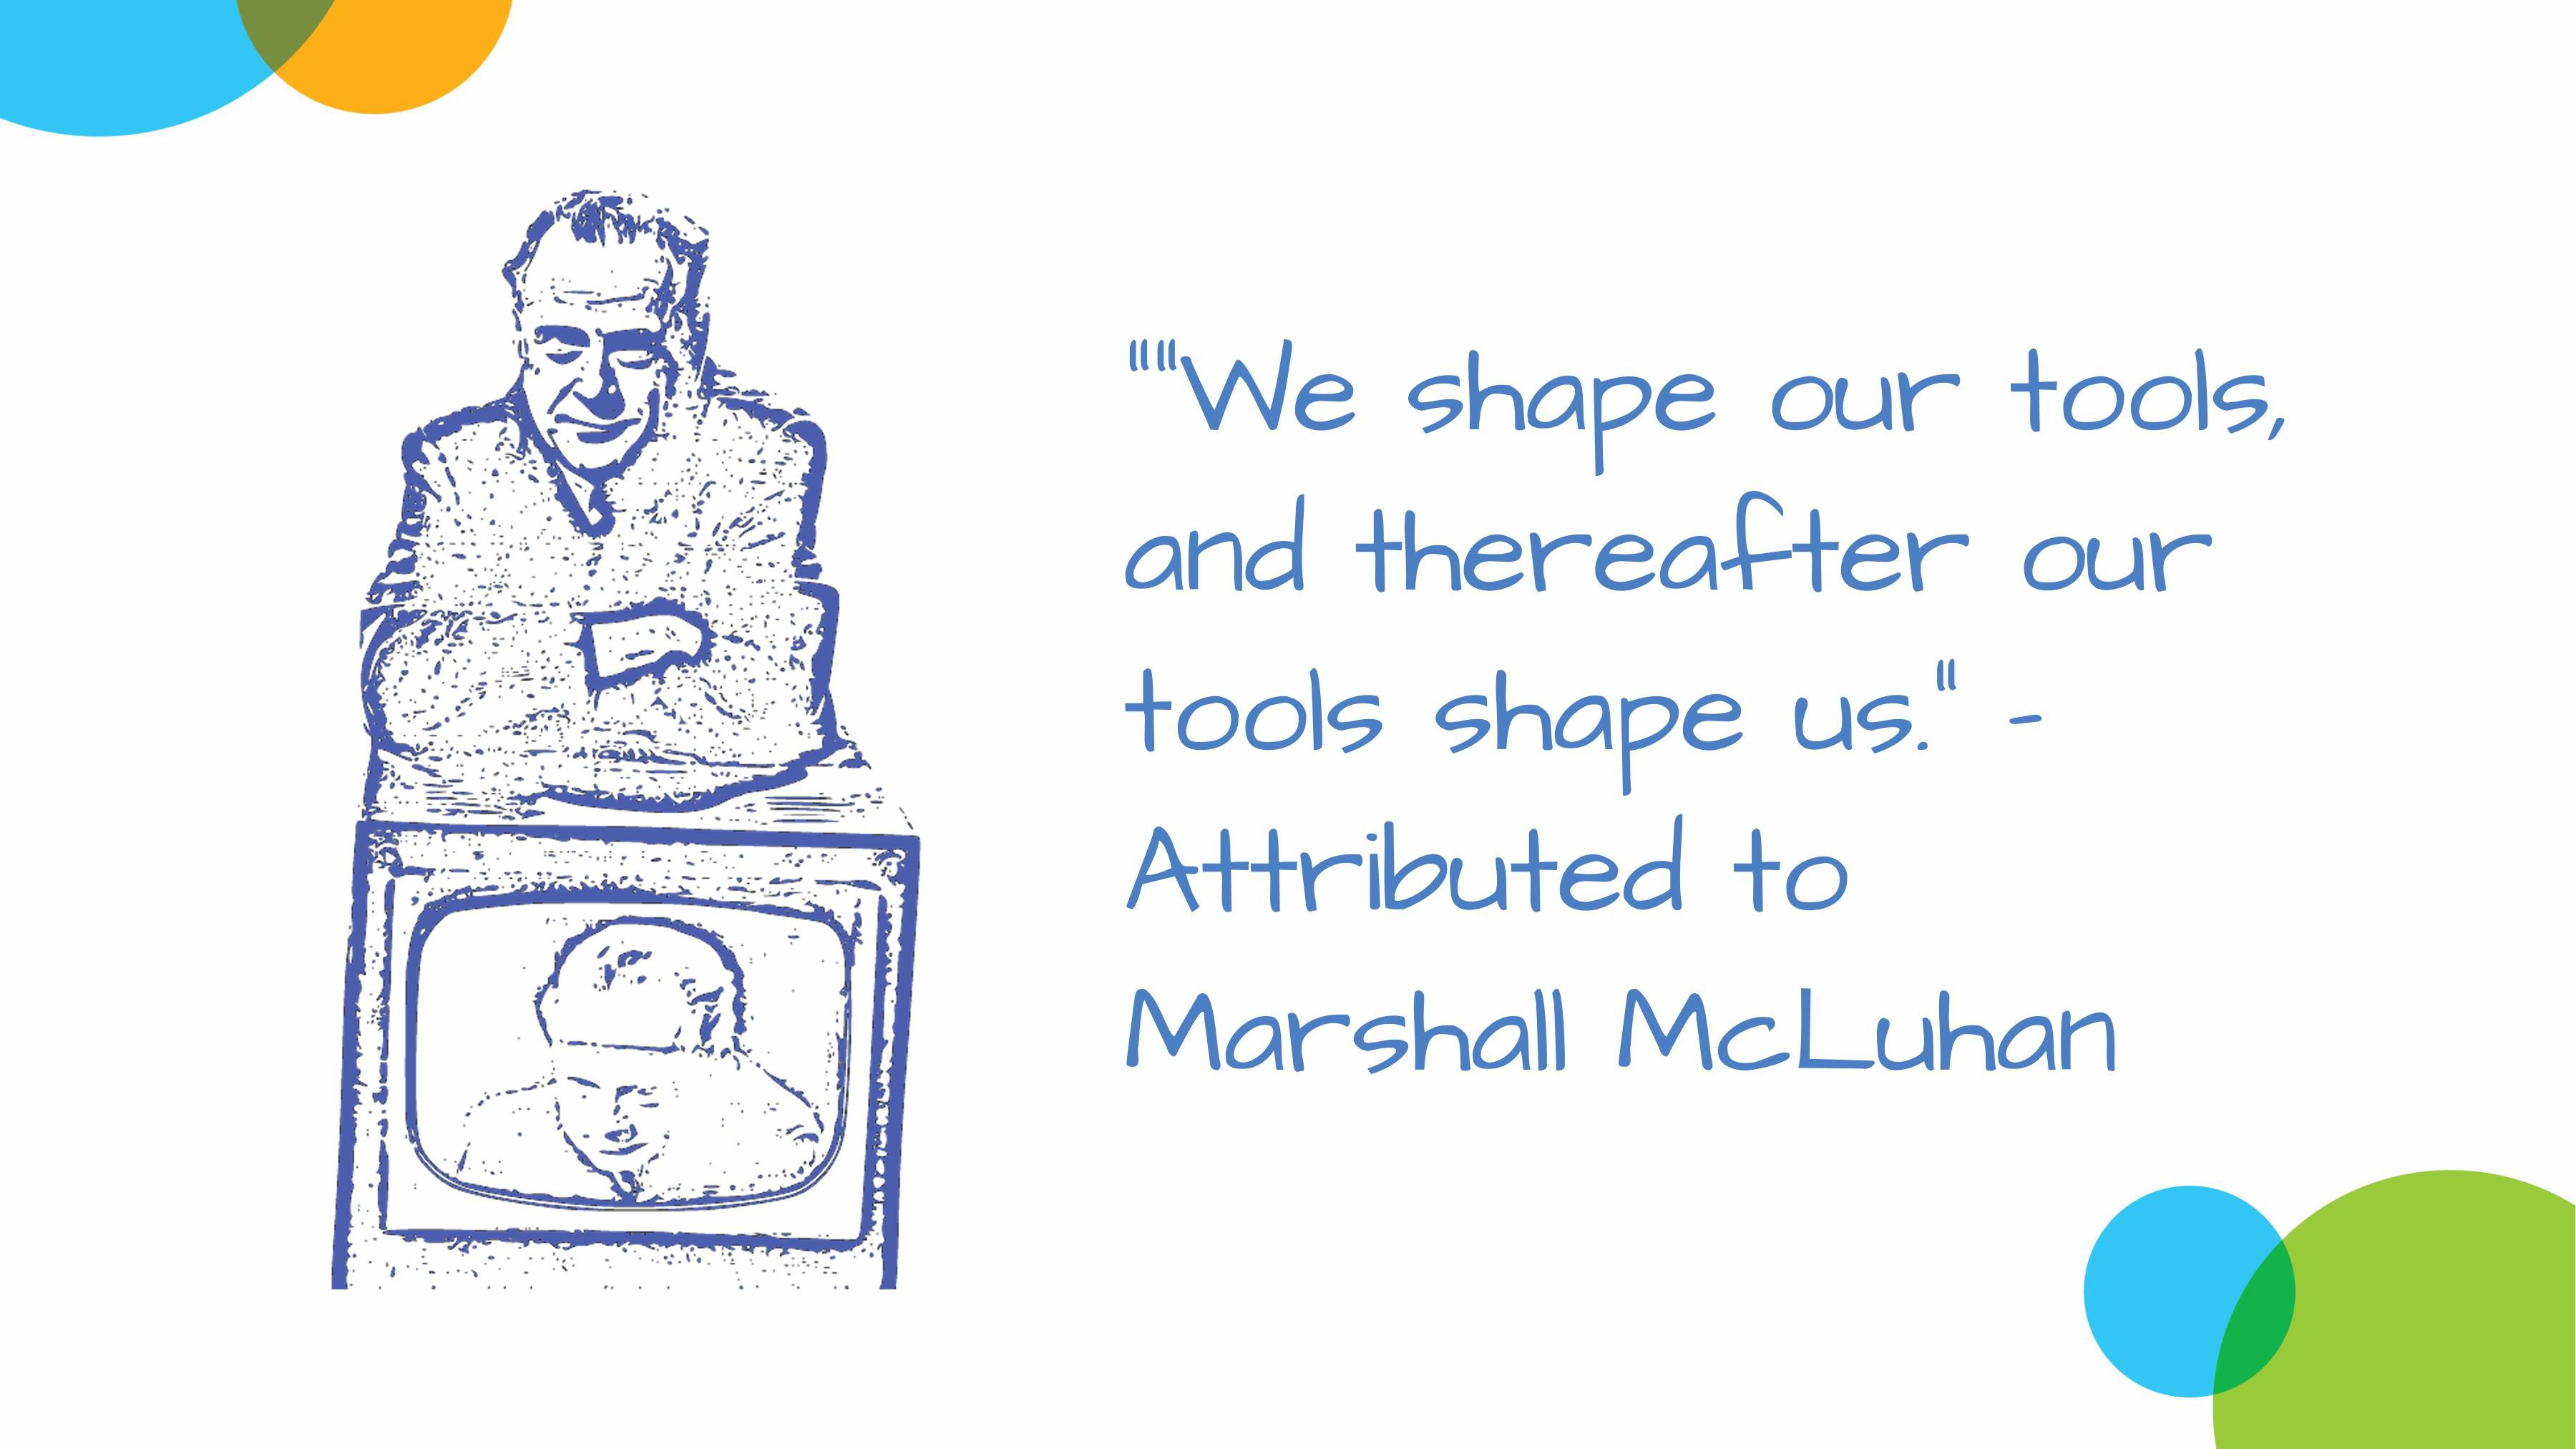 ""We shape our tools,
and thereafter our
tools shape us." -
Attributed to
Marshall McLuhan